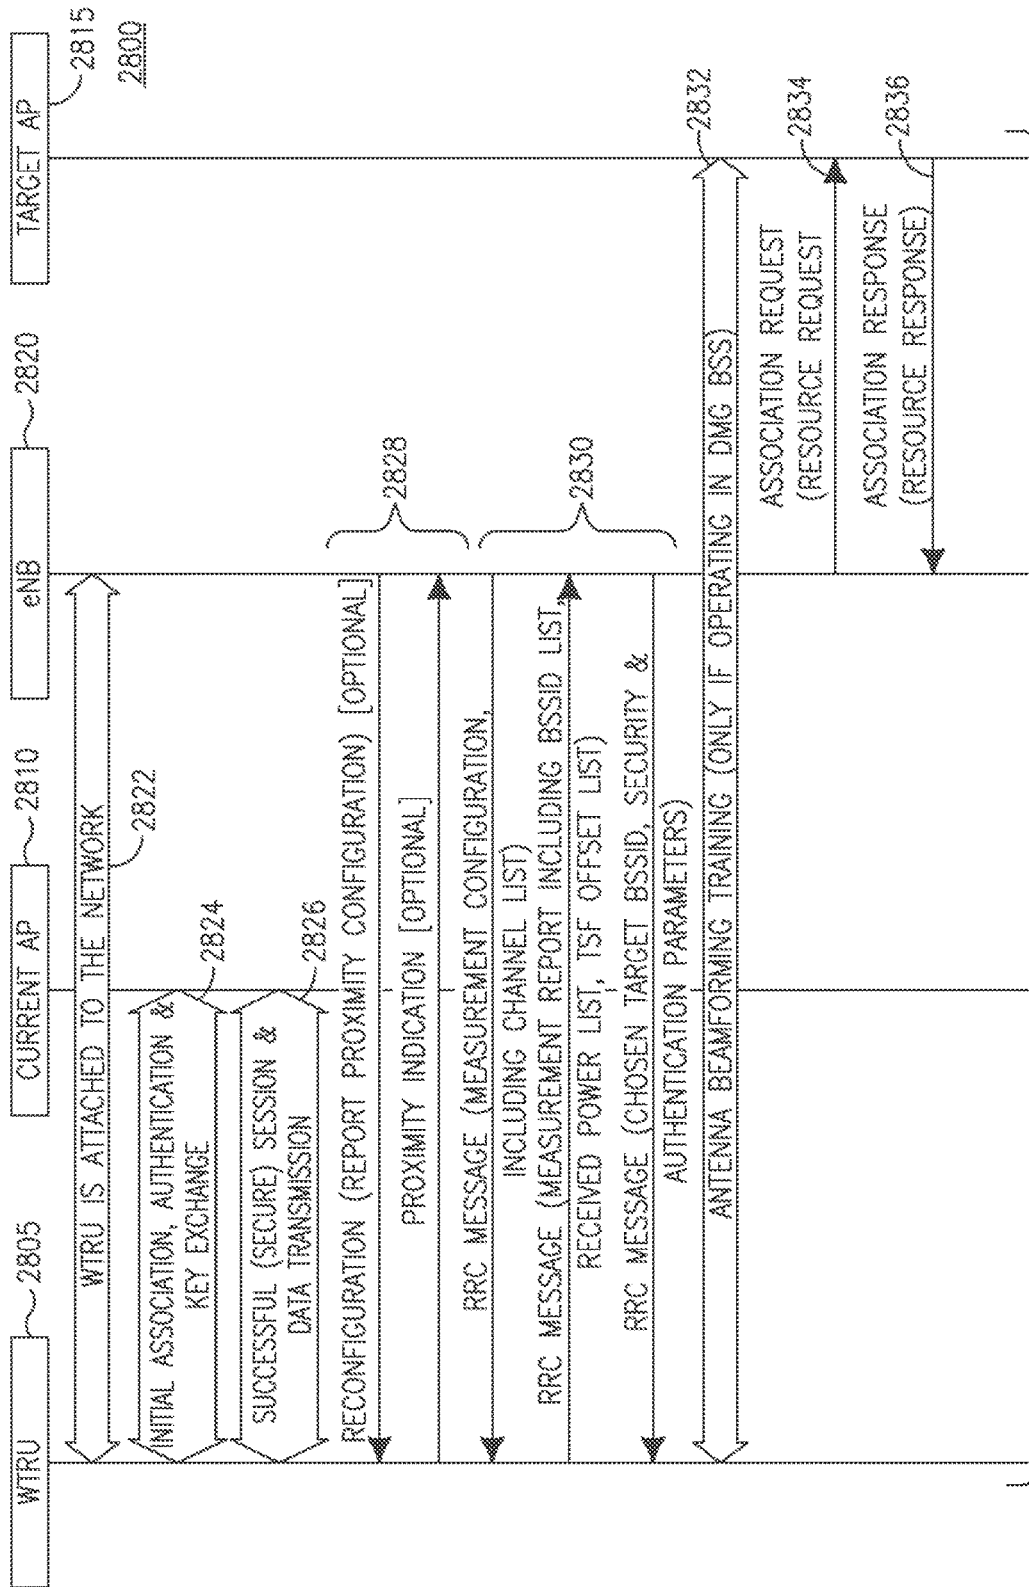 WTRU
2805
CURRENT AP
2810
eNB
2820
TARGET AP
2815
2800
WTRU IS ATTACHED TO THE NETWORK
2822
INITIAL ASSOCIATION, AUTHENTICATION &
KEY EXCHANGE
2824
SUCCESSFUL (SECURE) SESSION &
DATA TRANSMISSION
2826
RECONFIGURATION (REPORT PROXIMITY CONFIGURATION) [OPTIONAL]
PROXIMITY INDICATION [OPTIONAL]
2828
RRC MESSAGE (MEASUREMENT CONFIGURATION,
INCLUDING CHANNEL LIST)
RRC MESSAGE (MEASUREMENT REPORT INCLUDING BSSID LIST,
RECEIVED POWER LIST, TSF OFFSET LIST)
RRC MESSAGE (CHOSEN TARGET BSSID, SECURITY &
AUTHENTICATION PARAMETERS)
2830
ANTENNA BEAMFORMING TRAINING (ONLY IF OPERATING IN DMG BSS)
2832
ASSOCIATION REQUEST
(RESOURCE REQUEST
2834
ASSOCIATION RESPONSE
(RESOURCE RESPONSE)
2836